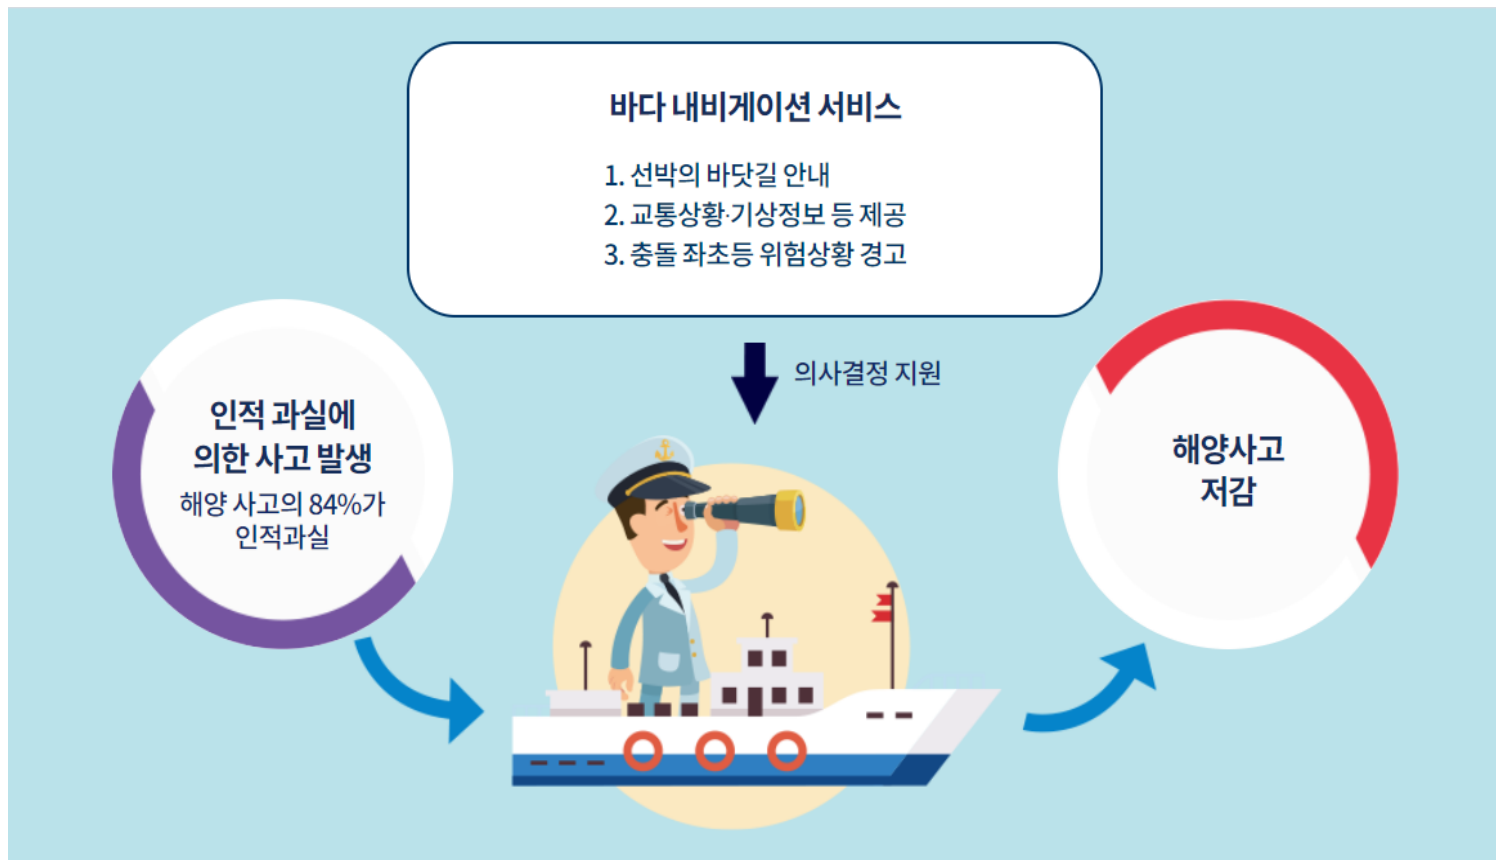 바다 내비게이션 서비스
1. 선박의 바닷길 안내
2. 교통상황·기상정보 등 제공
3. 충돌 좌초등 위험상황 경고
의사결정 지원
인적 과실에
의한 사고 발생
해양 사고의 84%가
인적과실
해양사고
저감